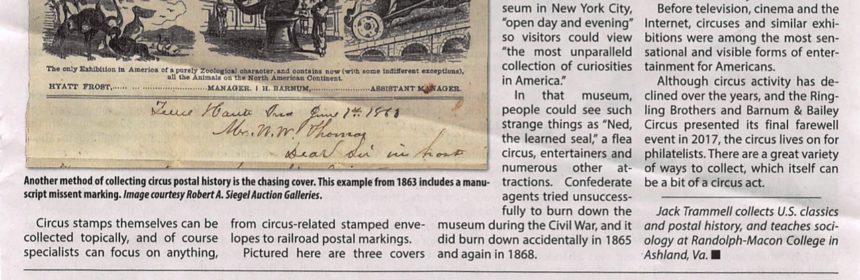 The only Exhibition in America of a purely Zoological character, and contains now (with some indifferent exceptions),
all the Animals on the North American Continent.
HYATT FROST,.................MANAGER. | H. BARNUM,.................ASSISTANT MANAGER.
Terre Haute Ind June 1st 1863
Mr. W. W. Thomas
Dear Sir in
Another method of collecting circus postal history is the chasing cover. This example from 1863 includes a manu-
script missent marking. Image courtesy Robert A. Siegel Auction Galleries.
Circus stamps themselves can be
collected topically, and of course
specialists can focus on anything,
from circus-related stamped enve-
lopes to railroad postal markings.
Pictured here are three covers
seum in New York City,
"open day and evening"
so visitors could view
"the most unparalleld
collection of curiosities
in America."
In that museum,
people could see such
strange things as "Ned,
the learned seal," a flea
circus, entertainers and
numerous other at-
tractions. Confederate
agents tried unsuccess-
fully to burn down the
museum during the Civil War, and it
did burn down accidentally in 1865
and again in 1868.
Before television, cinema and the
Internet, circuses and similar exhi-
bitions were among the most sen-
sational and visible forms of enter-
tainment for Americans.
Although circus activity has de-
clined over the years, and the Ring-
ling Brothers and Barnum & Bailey
Circus presented its final farewell
event in 2017, the circus lives on for
philatelists. There are a great variety
of ways to collect, which itself can
be a bit of a circus act.
Jack Trammell collects U.S. classics
and postal history, and teaches soci-
ology at Randolph-Macon College in
Ashland, Va. ■